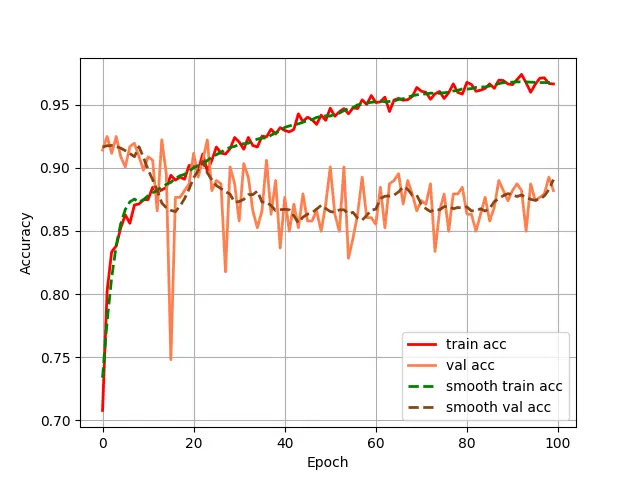 0.95
0.90
0.85
0.80
0.75
0.70
Accuracy
train acc
val acc
smooth train acc
smooth val acc
0 20 40 60 80 100
Epoch